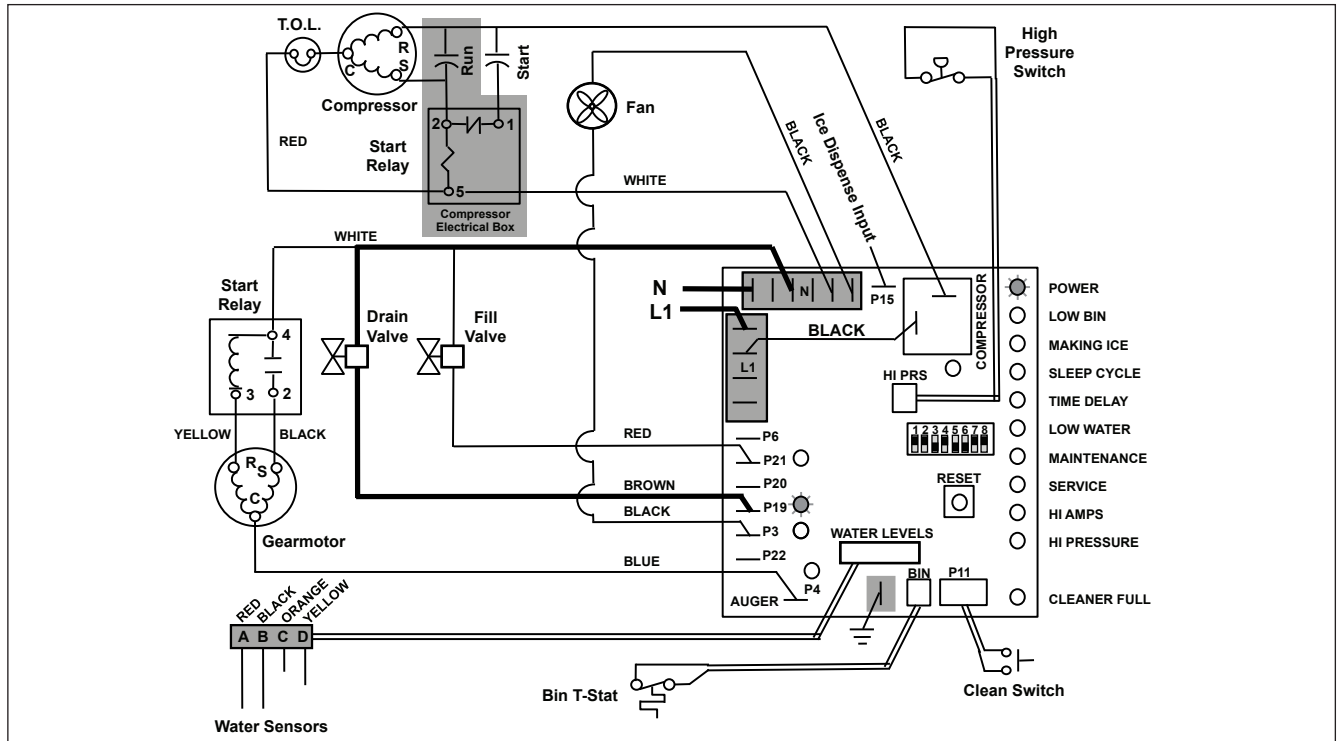 T.O.L.
R
S
C
Compressor
Run
Start
2
1
Start
Relay
5
Compressor
Electrical Box
RED
WHITE
Fan
BLACK
Ice Dispense Input
BLACK
High
Pressure
Switch
WHITE
Start
Relay
4
3
2
YELLOW
BLACK
R
S
C
Gearmotor
Drain
Valve
Fill
Valve
N
L1
N
P15
L1
BLACK
COMPRESSOR
HI PRS
1 2 3 4 5 6 7 8
RESET
POWER
LOW BIN
MAKING ICE
SLEEP CYCLE
TIME DELAY
LOW WATER
MAINTENANCE
SERVICE
HI AMPS
HI PRESSURE
CLEANER FULL
RED
BROWN
BLACK
BLUE
P6
P21
P20
P19
P3
P22
P4
AUGER
WATER LEVELS
BIN
P11
RED
BLACK
ORANGE
YELLOW
A B C D
Water Sensors
Bin T-Stat
Clean Switch